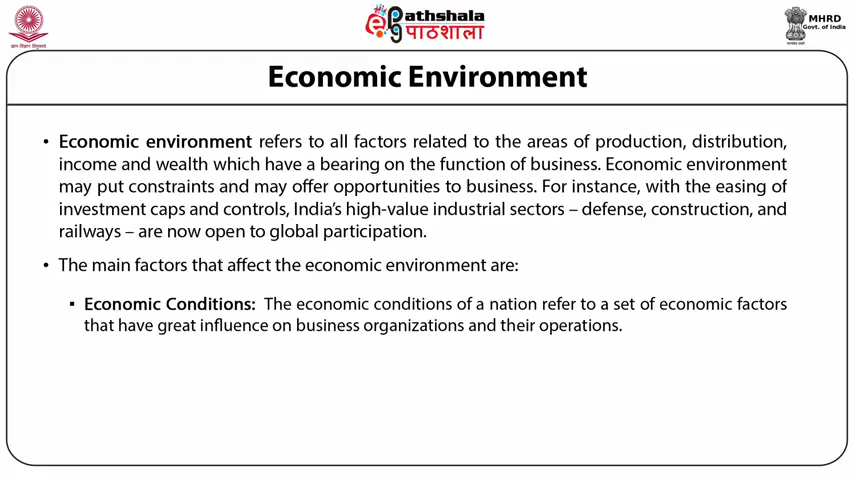 Pathshala
पाठशाला
MHRD
Govt. of India
ज्ञान-विज्ञान विमुक्तये
Economic Environment
• Economic environment refers to all factors related to the areas of production, distribution,
income and wealth which have a bearing on the function of business. Economic environment
may put constraints and may offer opportunities to business. For instance, with the easing of
investment caps and controls, India's high-value industrial sectors – defense, construction, and
railways – are now open to global participation.
• The main factors that affect the economic environment are:
▪ Economic Conditions: The economic conditions of a nation refer to a set of economic factors
that have great influence on business organizations and their operations.